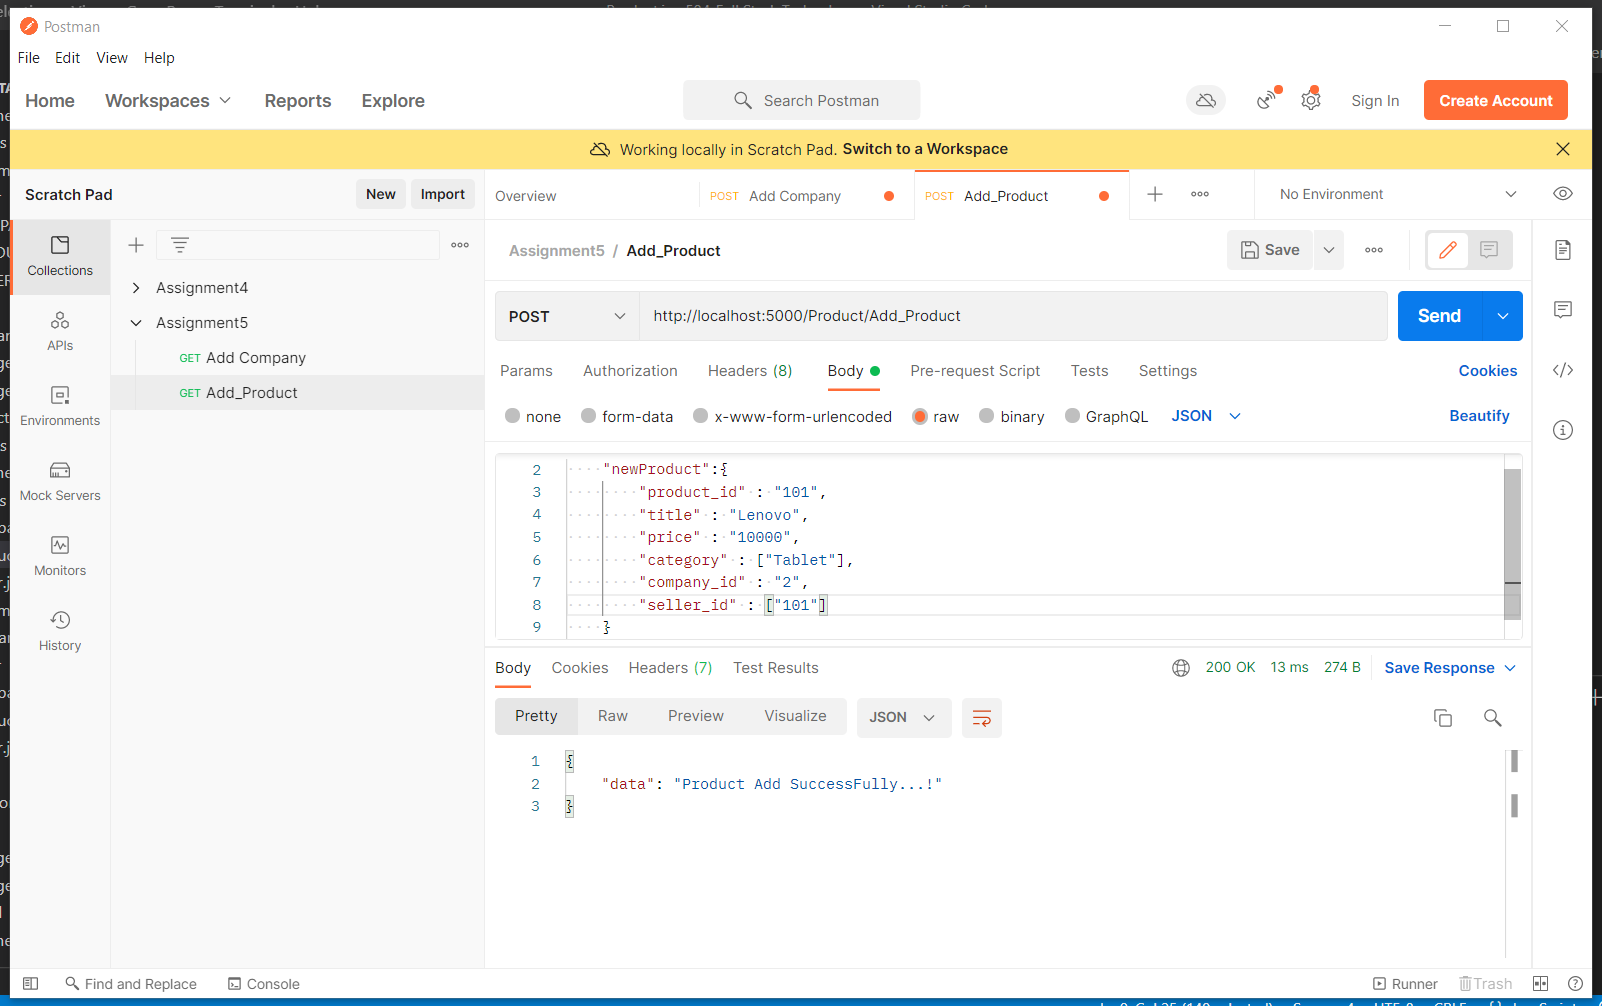 Postman
File Edit View Help
Home Workspaces Reports Explore Search Postman Sign In Create Account
Working locally in Scratch Pad. Switch to a Workspace
Scratch Pad New Import Overview POST Add Company POST Add_Product No Environment
Collections
Assignment5 / Add_Product Save
Assignment4
Assignment5
GET Add Company
GET Add_Product
APIs
Environments
Mock Servers
Monitors
History
POST http://localhost:5000/Product/Add_Product Send
Params Authorization Headers (8) Body Pre-request Script Tests Settings Cookies
none form-data x-www-form-urlencoded raw binary GraphQL JSON Beautify
2 "newProduct":{
3 "product_id" : "101",
4 "title" : "Lenovo",
5 "price" : "10000",
6 "category" : ["Tablet"],
7 "company_id" : "2",
8 "seller_id" : ["101"]
9 }
Body Cookies Headers (7) Test Results 200 OK 13 ms 274 B Save Response
Pretty Raw Preview Visualize JSON
1 {
2 "data": "Product Add SuccessFully...!"
3 }
Find and Replace Console Runner Trash